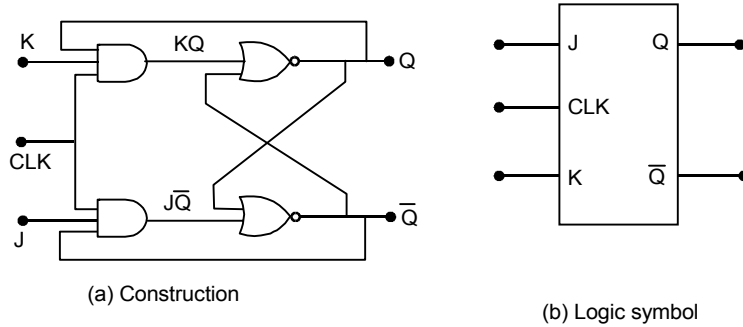 K
KQ
Q
CLK
J
JQ̅
Q̅
(a) Construction
J
Q
CLK
K
Q̅
(b) Logic symbol